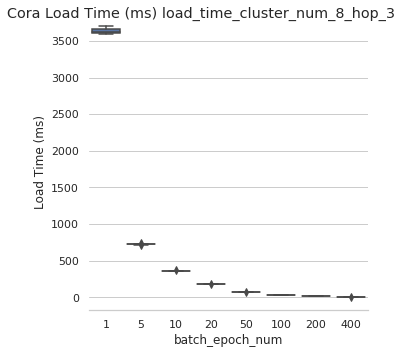 Cora Load Time (ms) load_time_cluster_num_8_hop_3
3500
3000
2500
2000
1500
1000
500
0
Load Time (ms)
1 5 10 20 50 100 200 400
batch_epoch_num